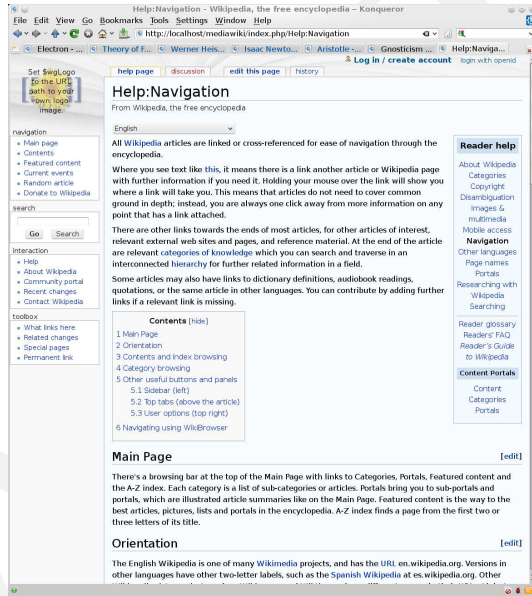 Help:Navigation - Wikipedia, the free encyclopedia – Konqueror
File Edit View Go Bookmarks Tools Settings Window Help
http://localhost/mediawiki/index.php/Help:Navigation
Electron - ... Theory of F... Werner Heis... Isaac Newto... Aristotle -... Gnosticism ... Help:Naviga...
Log in / create account login with openid
Set $wgLogo
to the URL
path to your
own logo
image.
help page discussion edit this page history
Help:Navigation
From Wikipedia, the free encyclopedia
navigation
Main page
Contents
Featured content
Current events
Random article
Donate to Wikipedia
search
Go Search
interaction
Help
About Wikipedia
Community portal
Recent changes
Contact Wikipedia
toolbox
What links here
Related changes
Special pages
Permanent link
English
All Wikipedia articles are linked or cross-referenced for ease of navigation through the
encyclopedia.
Where you see text like this, it means there is a link another article or Wikipedia page
with further information if you need it. Holding your mouse over the link will show you
where a link will take you. This means that articles do not need to cover common
ground in depth; instead, you are always one click away from more information on any
point that has a link attached.
There are other links towards the ends of most articles, for other articles of interest,
relevant external web sites and pages, and reference material. At the end of the article
are relevant categories of knowledge which you can search and traverse in an
interconnected hierarchy for further related information in a field.
Some articles may also have links to dictionary definitions, audiobook readings,
quotations, or the same article in other languages. You can contribute by adding further
links if a relevant link is missing.
Reader help
About Wikipedia
Categories
Copyright
Disambiguation
Images &
multimedia
Mobile access
Navigation
Other languages
Page names
Portals
Researching with
Wikipedia
Searching
Reader glossary
Readers' FAQ
Reader's Guide
to Wikipedia
Content Portals
Content
Categories
Portals
Contents [hide]
1 Main Page
2 Orientation
3 Contents and index browsing
4 Category browsing
5 Other useful buttons and panels
5.1 Sidebar (left)
5.2 Top tabs (above the article)
5.3 User options (top right)
6 Navigating using WikiBrowser
Main Page [edit]
There's a browsing bar at the top of the Main Page with links to Categories, Portals, Featured content and
the A-Z index. Each category is a list of sub-categories or articles. Portals bring you to sub-portals and
portals, which are illustrated article summaries like on the Main Page. Featured content is the way to the
best articles, pictures, lists and portals in the encyclopedia. A-Z index finds a page from the first two or
three letters of its title.
Orientation [edit]
The English Wikipedia is one of many Wikimedia projects, and has the URL en.wikipedia.org. Versions in
other languages have other two-letter labels, such as the Spanish Wikipedia at es.wikipedia.org. Other